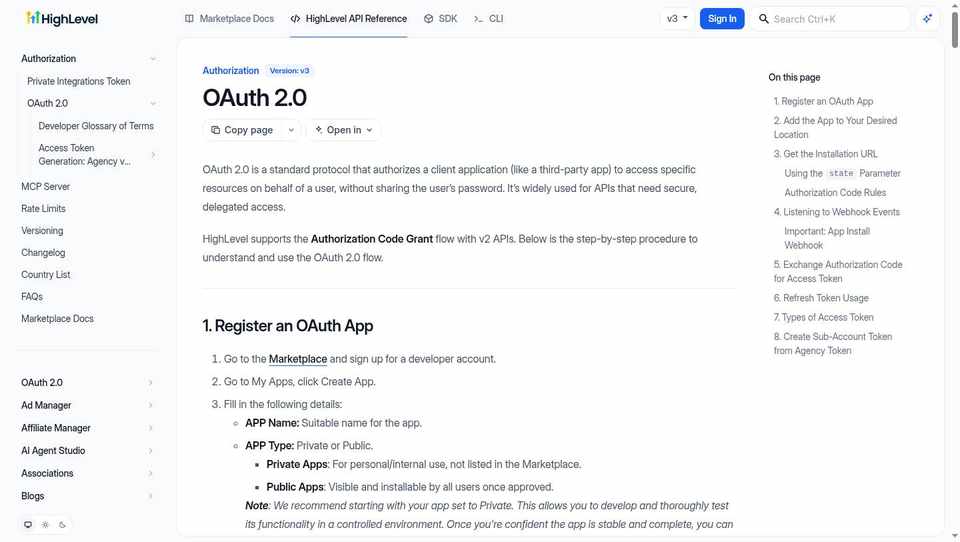 HighLevel
Marketplace Docs
HighLevel API Reference
SDK
CLI
v3
Sign In
Search Ctrl+K
Authorization
Private Integrations Token
OAuth 2.0
Developer Glossary of Terms
Access Token
Generation: Agency v...
MCP Server
Rate Limits
Versioning
Changelog
Country List
FAQs
Marketplace Docs
OAuth 2.0
Ad Manager
Affiliate Manager
AI Agent Studio
Associations
Blogs
Authorization Version: v3
OAuth 2.0
Copy page
Open in
OAuth 2.0 is a standard protocol that authorizes a client application (like a third-party app) to access specific
resources on behalf of a user, without sharing the user's password. It's widely used for APIs that need secure,
delegated access.
HighLevel supports the Authorization Code Grant flow with v2 APIs. Below is the step-by-step procedure to
understand and use the OAuth 2.0 flow.
1. Register an OAuth App
1. Go to the Marketplace and sign up for a developer account.
2. Go to My Apps, click Create App.
3. Fill in the following details:
APP Name: Suitable name for the app.
APP Type: Private or Public.
Private Apps: For personal/internal use, not listed in the Marketplace.
Public Apps: Visible and installable by all users once approved.
Note: We recommend starting with your app set to Private. This allows you to develop and thoroughly test
its functionality in a controlled environment. Once you're confident the app is stable and complete, you can
On this page
1. Register an OAuth App
2. Add the App to Your Desired
Location
3. Get the Installation URL
Using the state Parameter
Authorization Code Rules
4. Listening to Webhook Events
Important: App Install
Webhook
5. Exchange Authorization Code
for Access Token
6. Refresh Token Usage
7. Types of Access Token
8. Create Sub-Account Token
from Agency Token